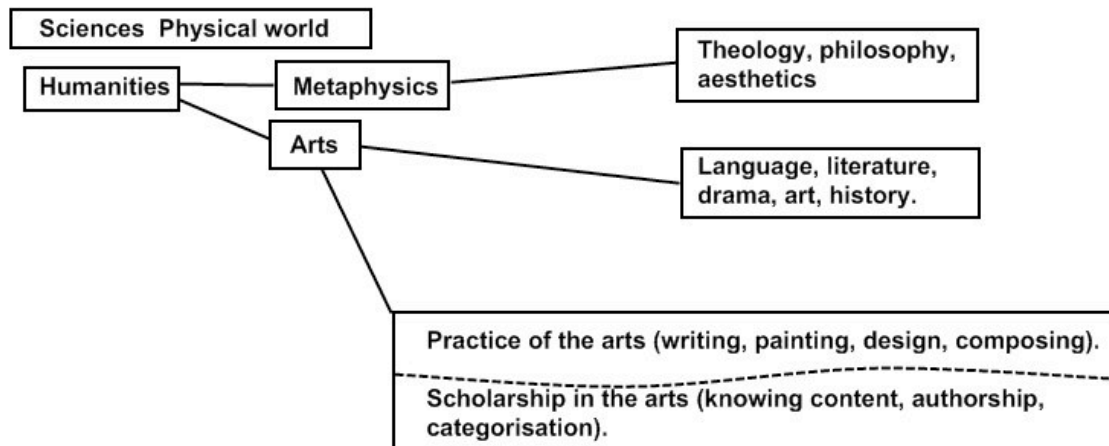 Sciences Physical world
Humanities
Metaphysics
Theology, philosophy,
aesthetics
Arts
Language, literature,
drama, art, history.
Practice of the arts (writing, painting, design, composing).
Scholarship in the arts (knowing content, authorship,
categorisation).